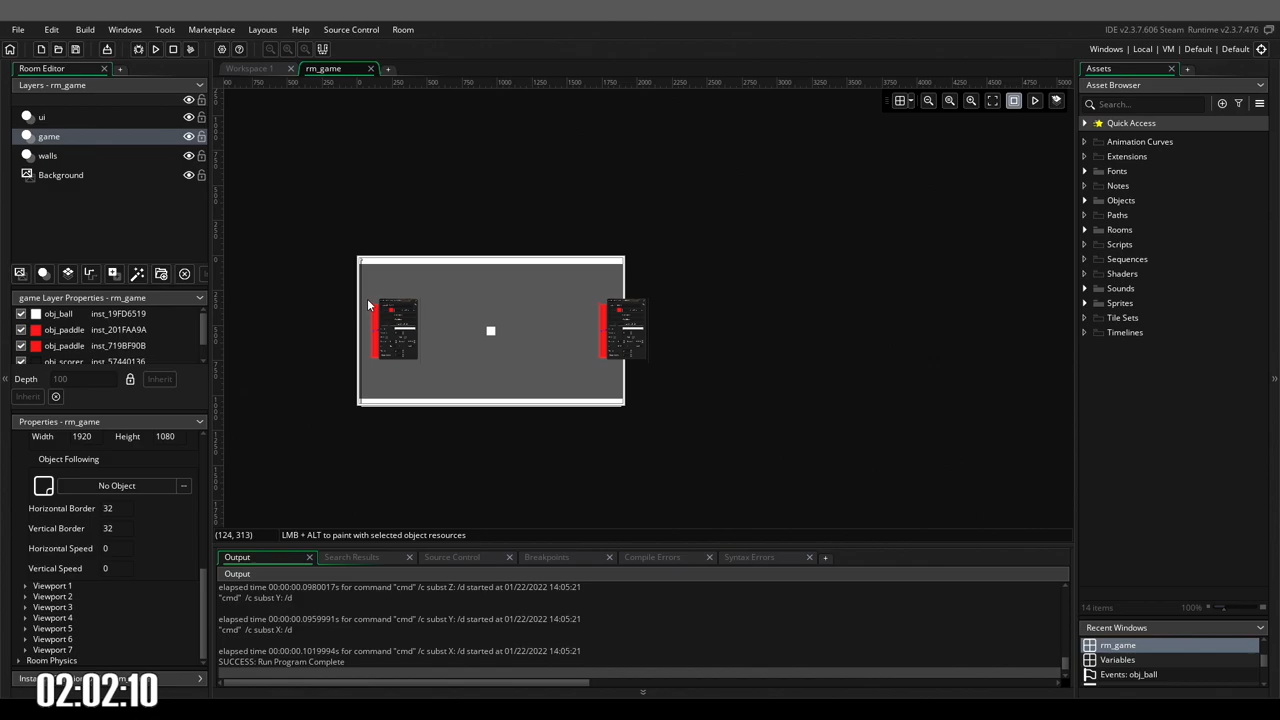 File Edit Build Windows Tools Marketplace Layouts Help Source Control Room IDE v2.3.7.606 Steam Runtime v2.3.7.476
Windows | Local | VM | Default | Default
Room Editor
Workspace 1
rm_game
Assets
Layers - rm_game
Asset Browser
Search...
Quick Access
ui
game
walls
Background
Animation Curves
Extensions
Fonts
Notes
Objects
Paths
Rooms
Scripts
Sequences
Shaders
Sounds
Sprites
Tile Sets
Timelines
game Layer Properties - rm_game
obj_ball inst_19FD6519
obj_paddle inst_201FAA9A
obj_paddle inst_719BF90B
obj_scorer inst_57440136
Depth 100 Inherit
Inherit
Properties - rm_game
Width 1920 Height 1080
Object Following
No Object
Horizontal Border 32
Vertical Border 32
Horizontal Speed 0
Vertical Speed 0
Viewport 1
Viewport 2
Viewport 3
Viewport 4
Viewport 5
Viewport 6
Viewport 7
Room Physics
(124, 313) LMB + ALT to paint with selected object resources
Output Search Results Source Control Breakpoints Compile Errors Syntax Errors
Output
elapsed time 00:00:00.0980017s for command "cmd" /c subst Z: /d started at 01/22/2022 14:05:21
"cmd" /c subst Y: /d
elapsed time 00:00:00.0959991s for command "cmd" /c subst Y: /d started at 01/22/2022 14:05:21
"cmd" /c subst X: /d
elapsed time 00:00:00.1019994s for command "cmd" /c subst X: /d started at 01/22/2022 14:05:21
SUCCESS: Run Program Complete
14 items 100%
Recent Windows
rm_game
Variables
Events: obj_ball
02:02:10